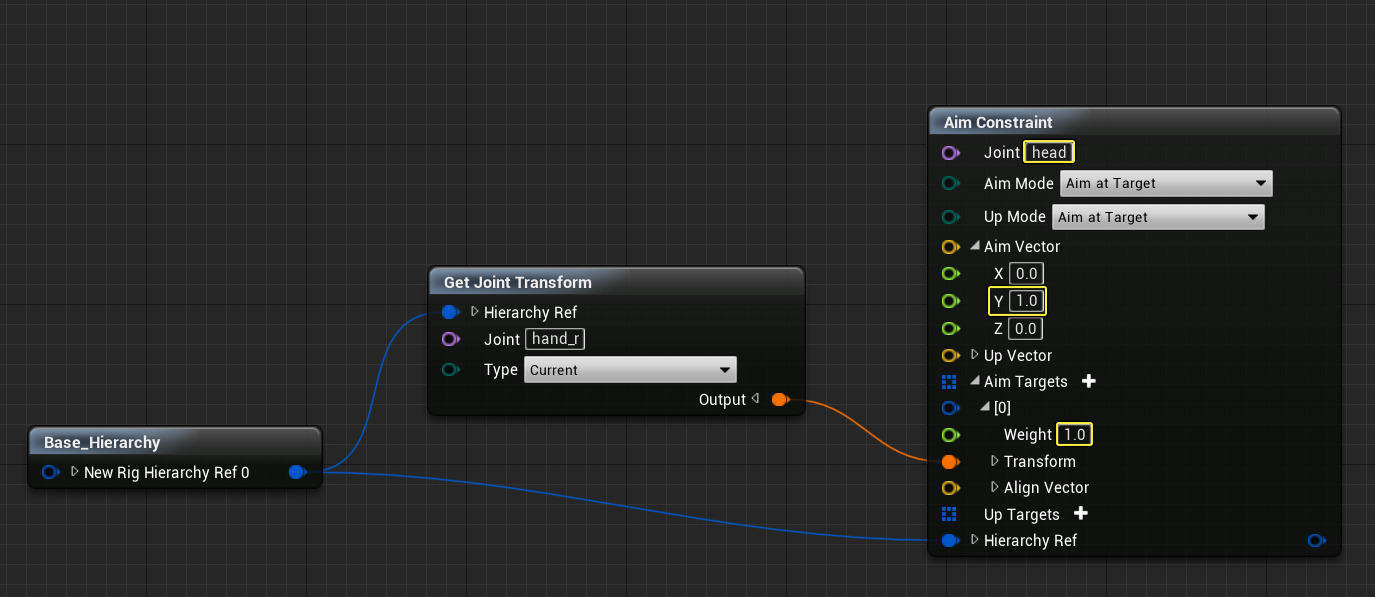 Aim Constraint
Joint head
Aim Mode Aim at Target
Up Mode Aim at Target
Aim Vector
X 0.0
Y 1.0
Z 0.0
Up Vector
Aim Targets
[0]
Weight 1.0
Transform
Align Vector
Up Targets
Hierarchy Ref
Get Joint Transform
Hierarchy Ref
Joint hand_r
Type Current
Output
Base_Hierarchy
New Rig Hierarchy Ref 0